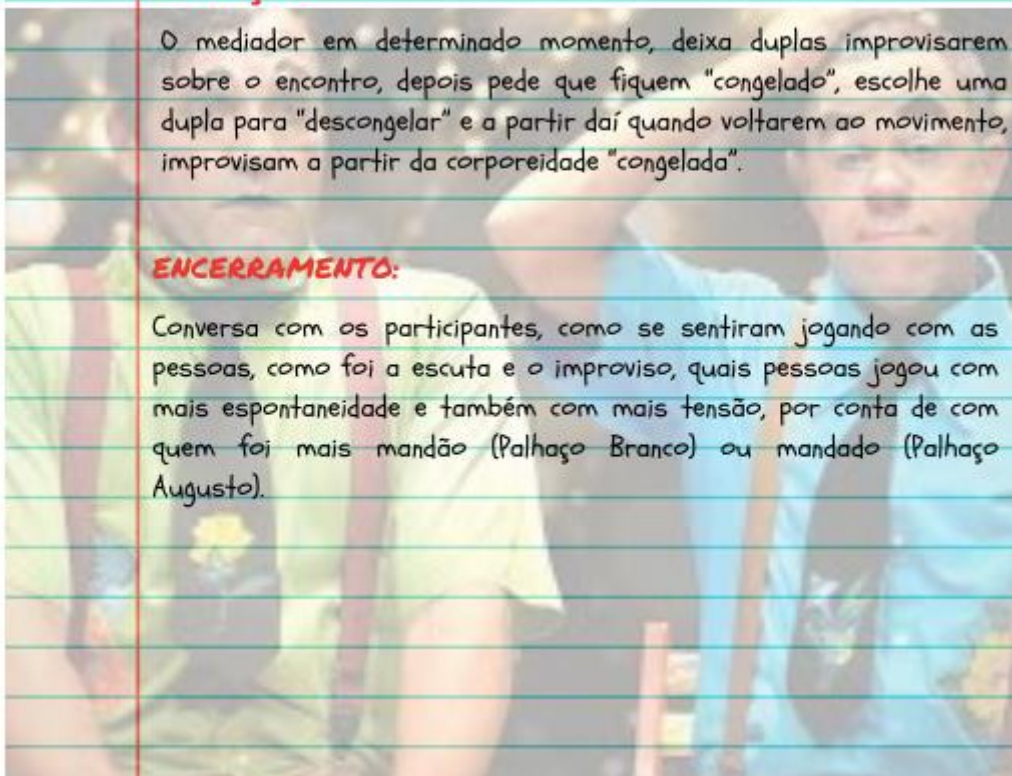 O mediador em determinado momento, deixa duplas improvisarem
sobre o encontro, depois pede que fiquem "congelado", escolhe uma
dupla para "descongelar" e a partir daí quando voltarem ao movimento,
improvisam a partir da corporeidade "congelada".
ENCERRAMENTO:
Conversa com os participantes, como se sentiram jogando com as
pessoas, como foi a escuta e o improviso, quais pessoas jogou com
mais espontaneidade e também com mais tensão, por conta de com
quem foi mais mandão (Palhaço Branco) ou mandado (Palhaço
Augusto).